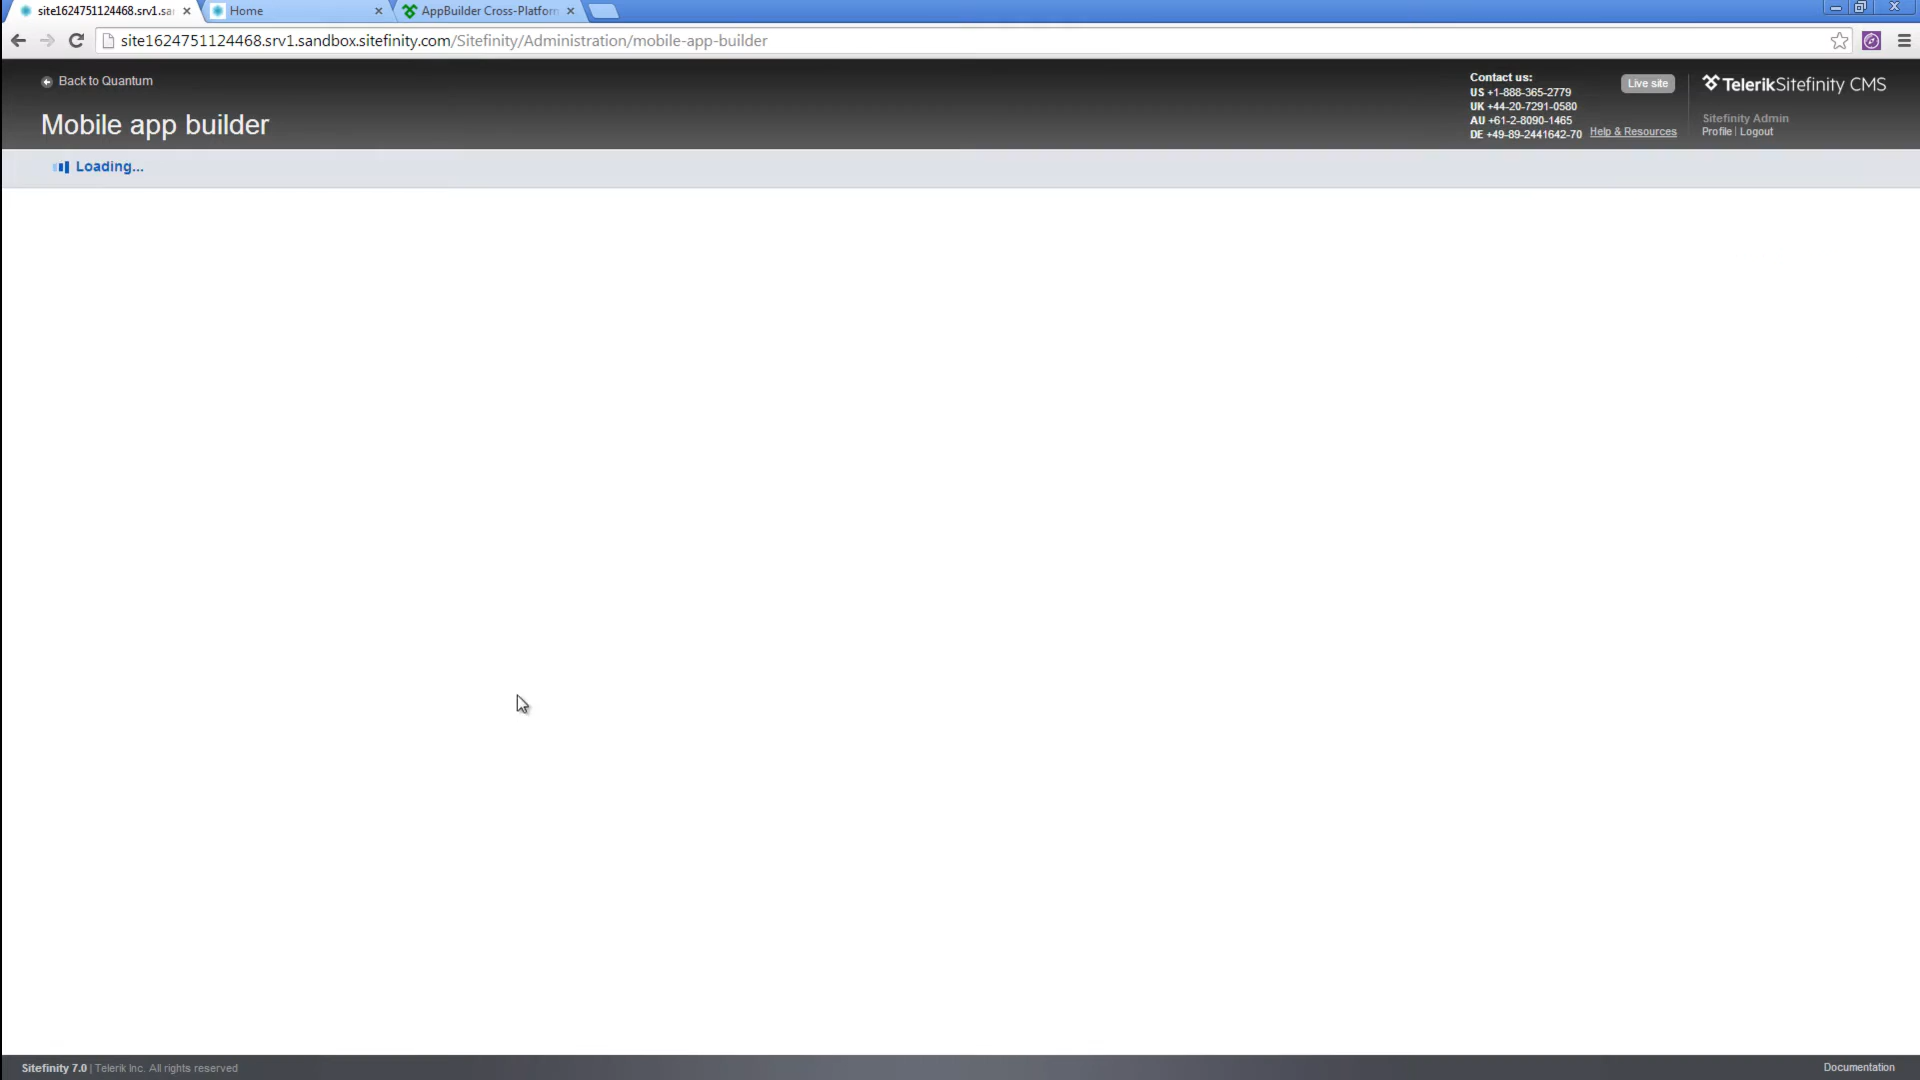 site1624751124468.srv1.sa
Home
AppBuilder Cross-Platform
site1624751124468.srv1.sandbox.sitefinity.com/Sitefinity/Administration/mobile-app-builder
Back to Quantum
Mobile app builder
Contact us:
US +1-888-365-2779
UK +44-20-7291-0580
AU +61-2-8090-1465
DE +49-89-2441642-70
Live site
Help & Resources
TelerikSitefinity CMS
Sitefinity Admin
Profile | Logout
Loading...
Sitefinity 7.0 | Telerik Inc. All rights reserved
Documentation